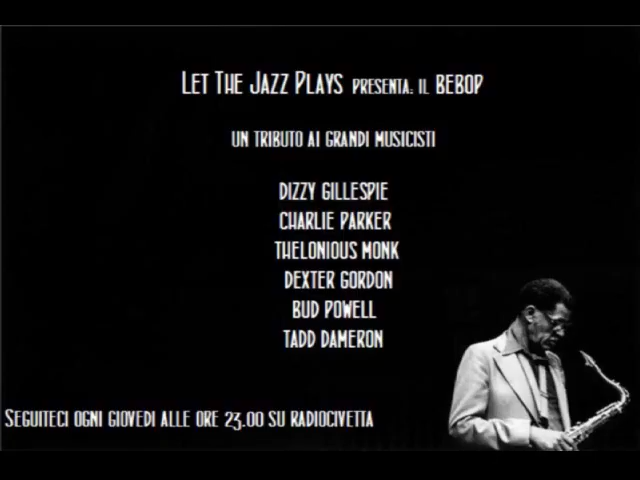 LET THE JAZZ PLAYS PRESENTA: IL BEBOP
UN TRIBUTO AI GRANDI MUSICISTI
DIZZY GILLESPIE
CHARLIE PARKER
THELONIOUS MONK
DEXTER GORDON
BUD POWELL
TADD DAMERON
SEGUITECI OGNI GIOVEDI ALLE ORE 23.00 SU RADIOCIVETTA